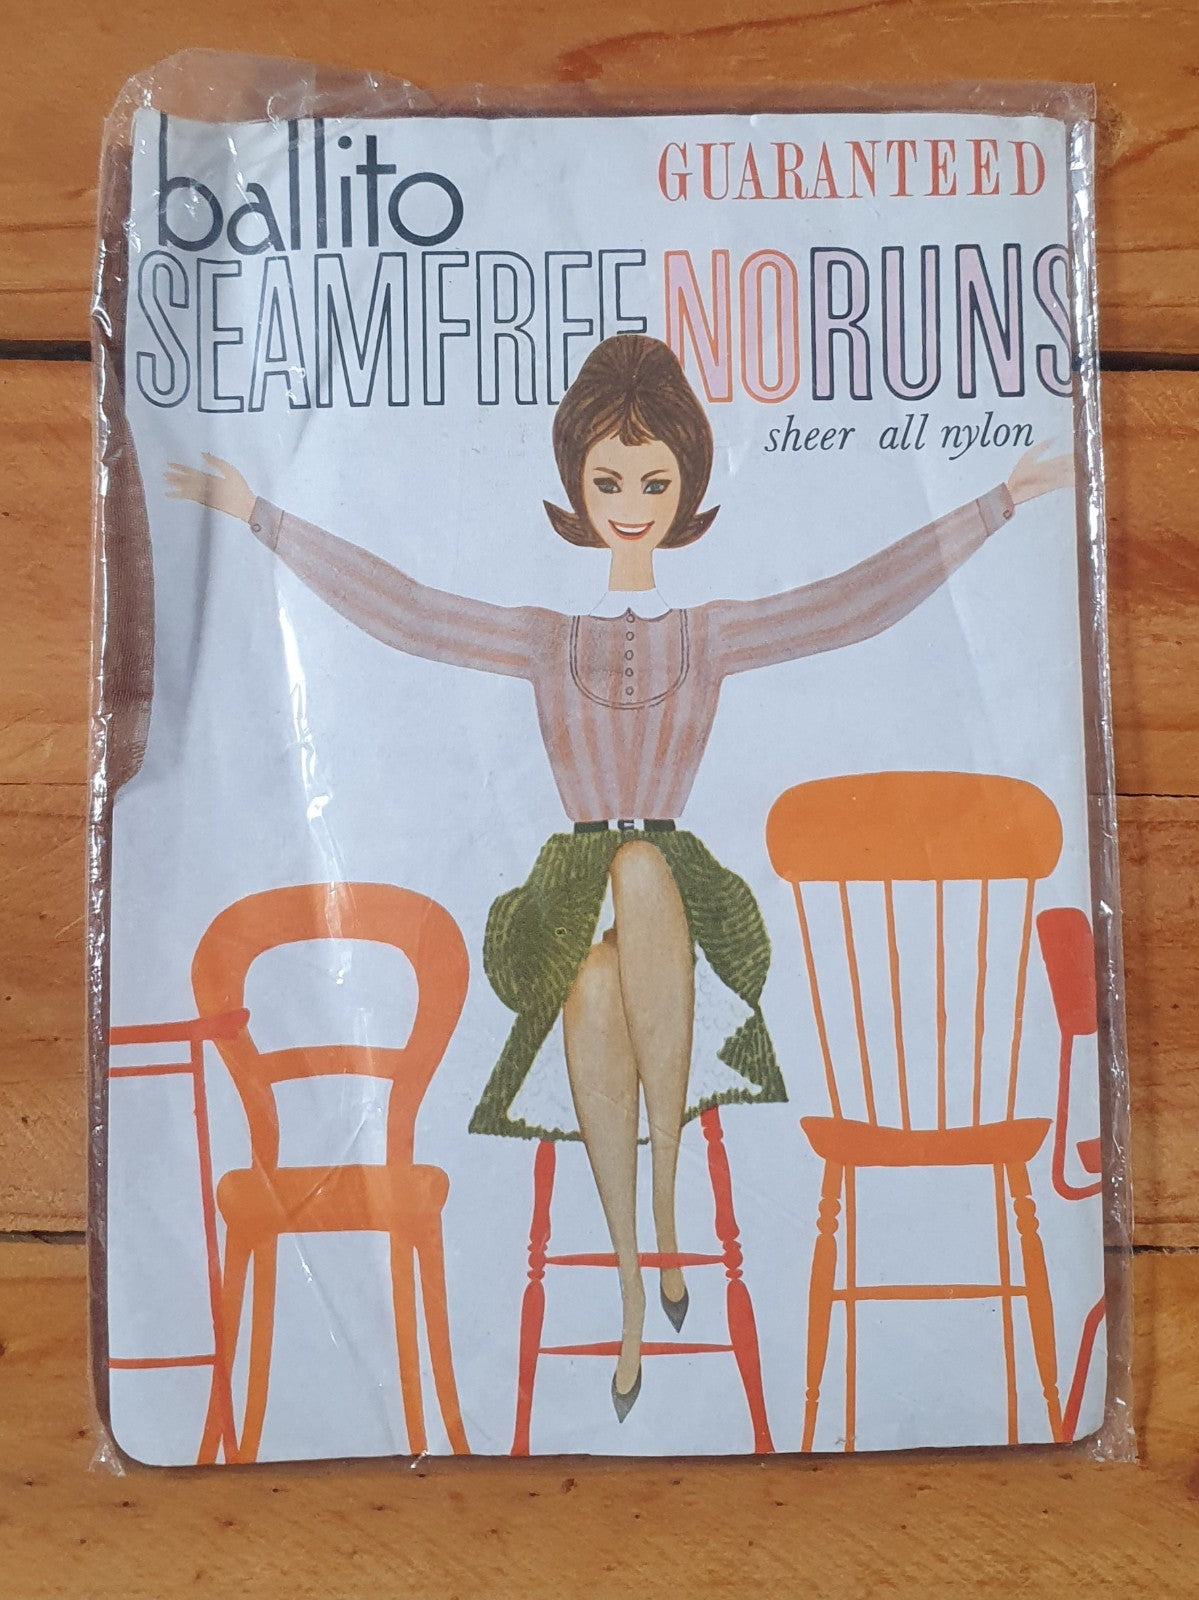 ballito
GUARANTEED
SEAMFREE NORUNS
sheer all nylon